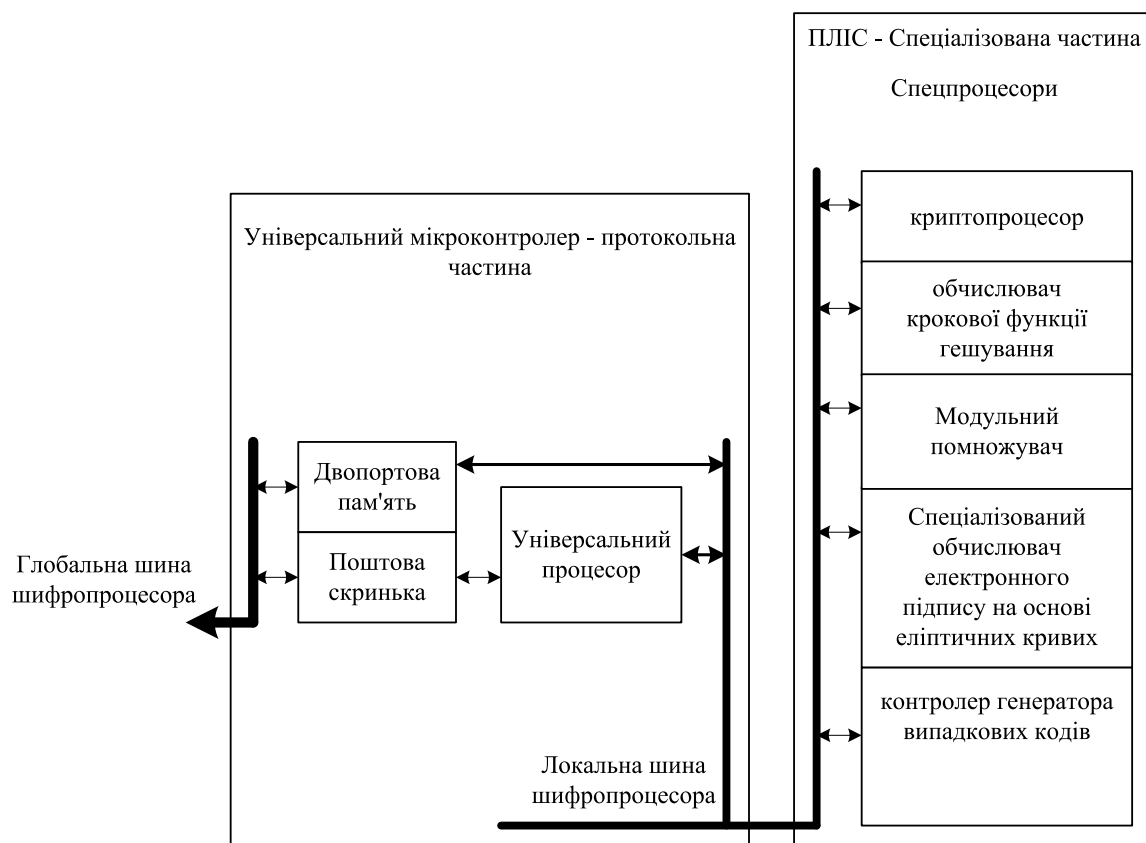 ПЛІС - Спеціалізована частина
Спецпроцесори
Універсальний мікроконтролер - протокольна
частина
криптопроцесор
обчислювач
крокової функції
гешування
Модульний
помножувач
Спеціалізований
обчислювач
електронного
підпису на основі
еліптичних кривих
контролер генератора
випадкових кодів
Двопортова
пам'ять
Поштова
скринька
Універсальний
процесор
Глобальна шина
шифропроцесора
Локальна шина
шифропроцесора